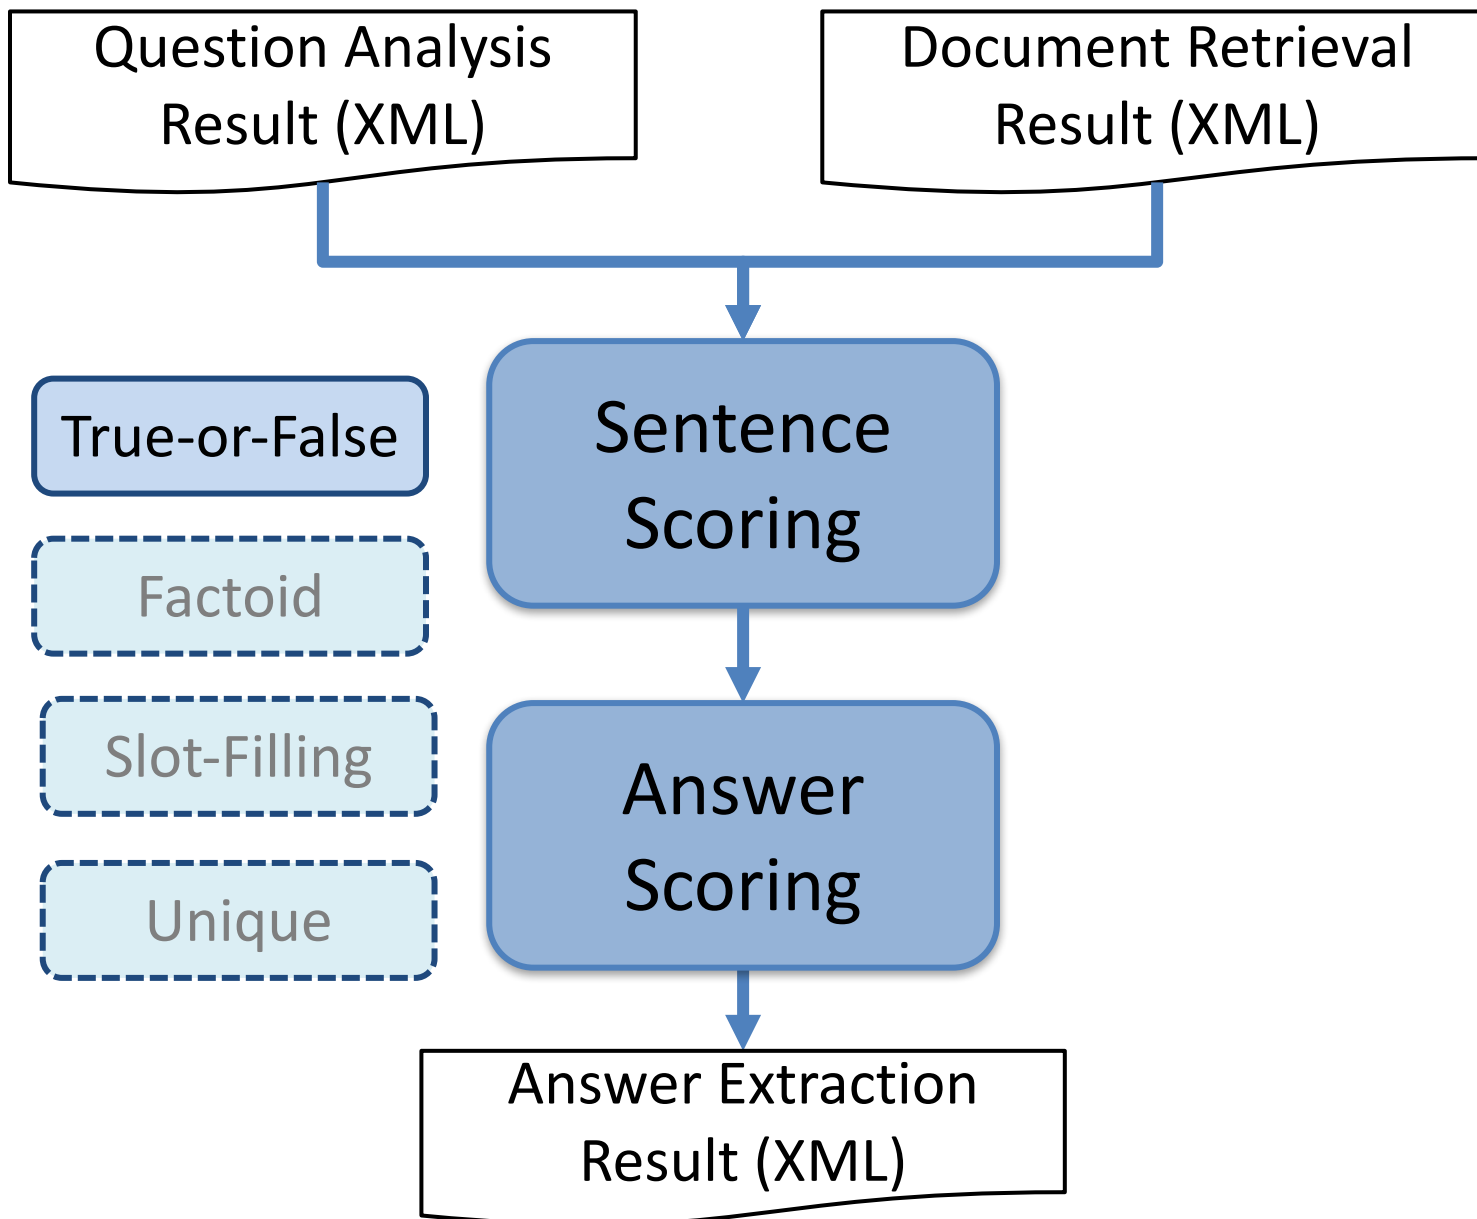 Question Analysis
Result (XML)
Document Retrieval
Result (XML)
True-or-False
Factoid
Slot-Filling
Unique
Sentence
Scoring
Answer
Scoring
Answer Extraction
Result (XML)